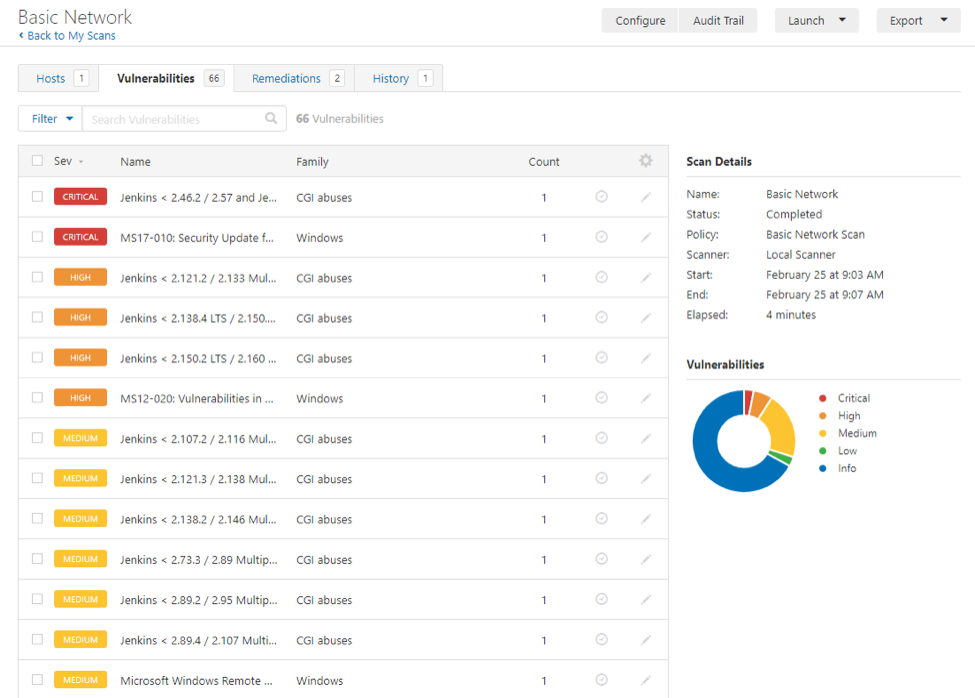 Basic Network
Back to My Scans
Configure Audit Trail Launch Export
Hosts 1 Vulnerabilities 66 Remediations 2 History 1
Filter Search Vulnerabilities 66 Vulnerabilities
Sev Name Family Count
CRITICAL Jenkins < 2.46.2 / 2.57 and Je... CGI abuses 1
CRITICAL MS17-010: Security Update f... Windows 1
HIGH Jenkins < 2.121.2 / 2.133 Mul... CGI abuses 1
HIGH Jenkins < 2.138.4 LTS / 2.150.... CGI abuses 1
HIGH Jenkins < 2.150.2 LTS / 2.160 ... CGI abuses 1
HIGH MS12-020: Vulnerabilities in ... Windows 1
MEDIUM Jenkins < 2.107.2 / 2.116 Mul... CGI abuses 1
MEDIUM Jenkins < 2.121.3 / 2.138 Mul... CGI abuses 1
MEDIUM Jenkins < 2.138.2 / 2.146 Mul... CGI abuses 1
MEDIUM Jenkins < 2.73.3 / 2.89 Multip... CGI abuses 1
MEDIUM Jenkins < 2.89.2 / 2.95 Multip... CGI abuses 1
MEDIUM Jenkins < 2.89.4 / 2.107 Multi... CGI abuses 1
MEDIUM Microsoft Windows Remote ... Windows 1
Scan Details
Name: Basic Network
Status: Completed
Policy: Basic Network Scan
Scanner: Local Scanner
Start: February 25 at 9:03 AM
End: February 25 at 9:07 AM
Elapsed: 4 minutes
Vulnerabilities
Critical
High
Medium
Low
Info